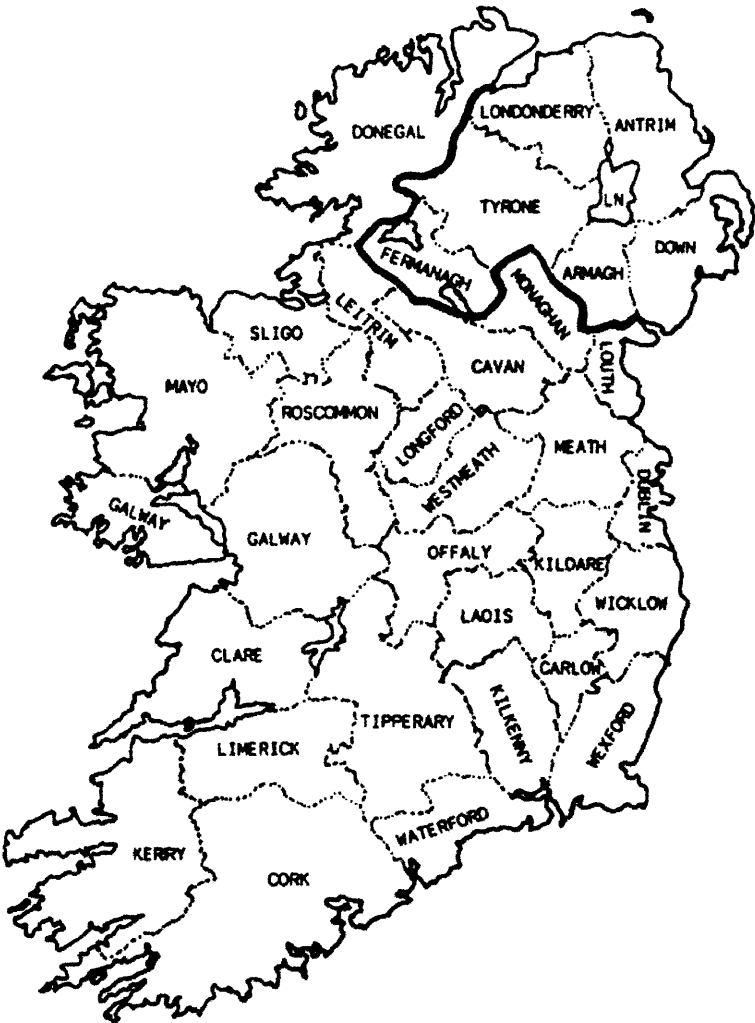 LONDONDERRY
ANTRIM
DONEGAL
TYRONE
LN
FERMANAGH
ARMAGH
DOWN
MONAGHAN
LEITRIM
SLIGO
CAVAN
LOUTH
MAYO
ROSCOMMON
LONGFORD
MEATH
WESTMEATH
DUBLIN
GALWAY
GALWAY
OFFALY
KILDARE
WICKLOW
LAOIS
CLARE
CARLOW
KILKENNY
WEXFORD
TIPPERARY
LIMERICK
WATERFORD
KERRY
CORK